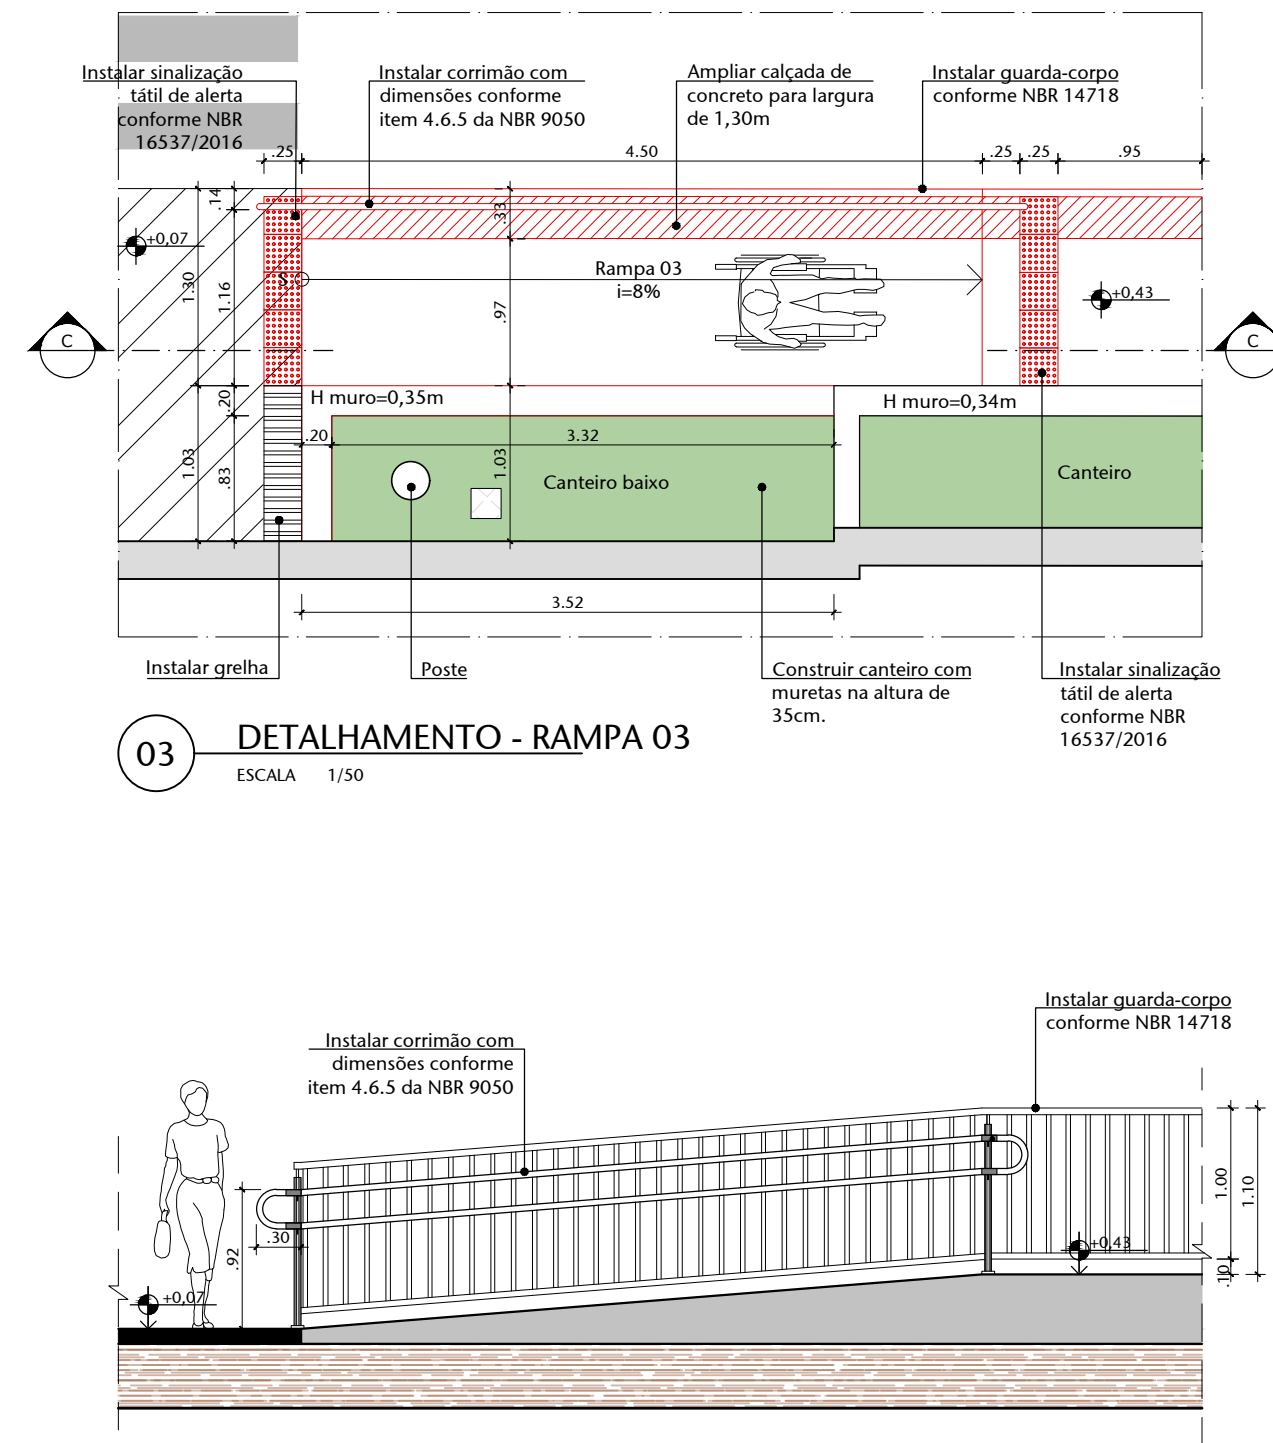 Instalar sinalização
tátil de alerta
conforme NBR
16537/2016
Instalar corrimão com
dimensões conforme
item 4.6.5 da NBR 9050
Ampliar calçada de
concreto para largura
de 1,30m
Instalar guarda-corpo
conforme NBR 14718
.25
4.50
.25
.25
.95
.14
.33
+0,07
1.30
1.16
S
Rampa 03
i=8%
.97
+0,43
C
C
.20
H muro=0,35m
H muro=0,34m
.20
3.32
1.03
.83
1.03
Canteiro baixo
Canteiro
3.52
Instalar grelha
Poste
Construir canteiro com
muretas na altura de
35cm.
Instalar sinalização
tátil de alerta
conforme NBR
16537/2016
03
DETALHAMENTO - RAMPA 03
ESCALA 1/50
Instalar guarda-corpo
conforme NBR 14718
Instalar corrimão com
dimensões conforme
item 4.6.5 da NBR 9050
1.00
1.10
.30
.92
+0,43
.10
+0,07